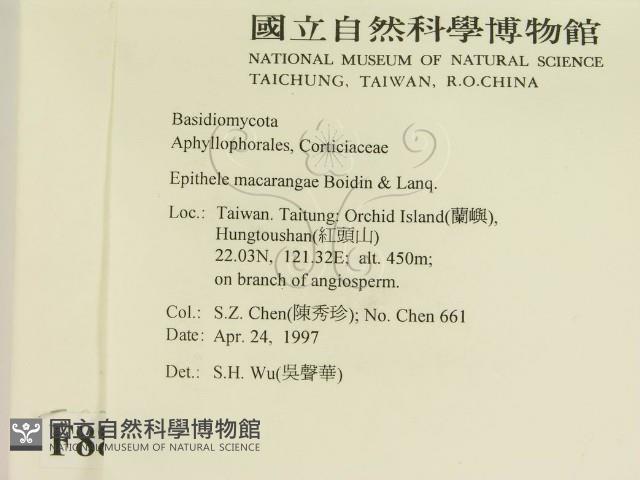 國立自然科學博物館
NATIONAL MUSEUM OF NATURAL SCIENCE
TAICHUNG, TAIWAN, R.O.CHINA
Basidiomycota
Aphyllophorales, Corticiaceae
Epithele macarangae Boidin & Lanq.
Loc.: Taiwan. Taitung: Orchid Island(蘭嶼),
Hungtoushan(紅頭山)
22.03N, 121.32E; alt. 450m;
on branch of angiosperm.
Col.: S.Z. Chen(陳秀珍); No. Chen 661
Date: Apr. 24, 1997
Det.: S.H. Wu(吳聲華)
國立自然科學博物館
NATIONAL MUSEUM OF NATURAL SCIENCE